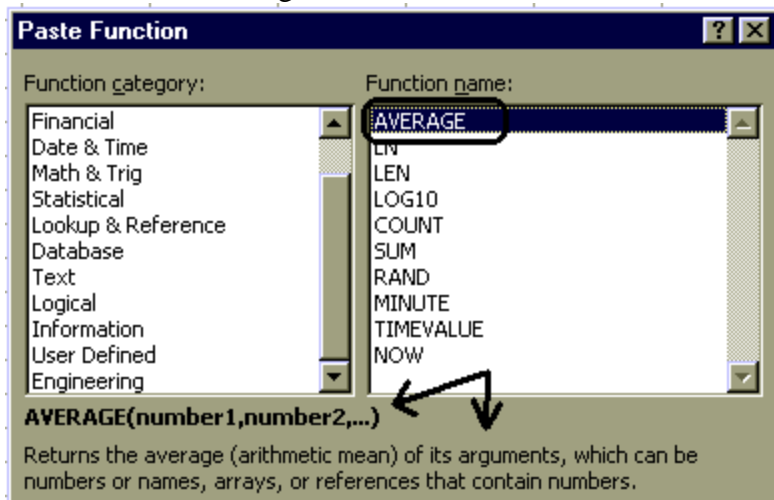 Paste Function
Function category:
Function name:
Financial
Date & Time
Math & Trig
Statistical
Lookup & Reference
Database
Text
Logical
Information
User Defined
Engineering
AVERAGE
LN
LEN
LOG10
COUNT
SUM
RAND
MINUTE
TIMEVALUE
NOW
AVERAGE(number1,number2,...)
Returns the average (arithmetic mean) of its arguments, which can be
numbers or names, arrays, or references that contain numbers.